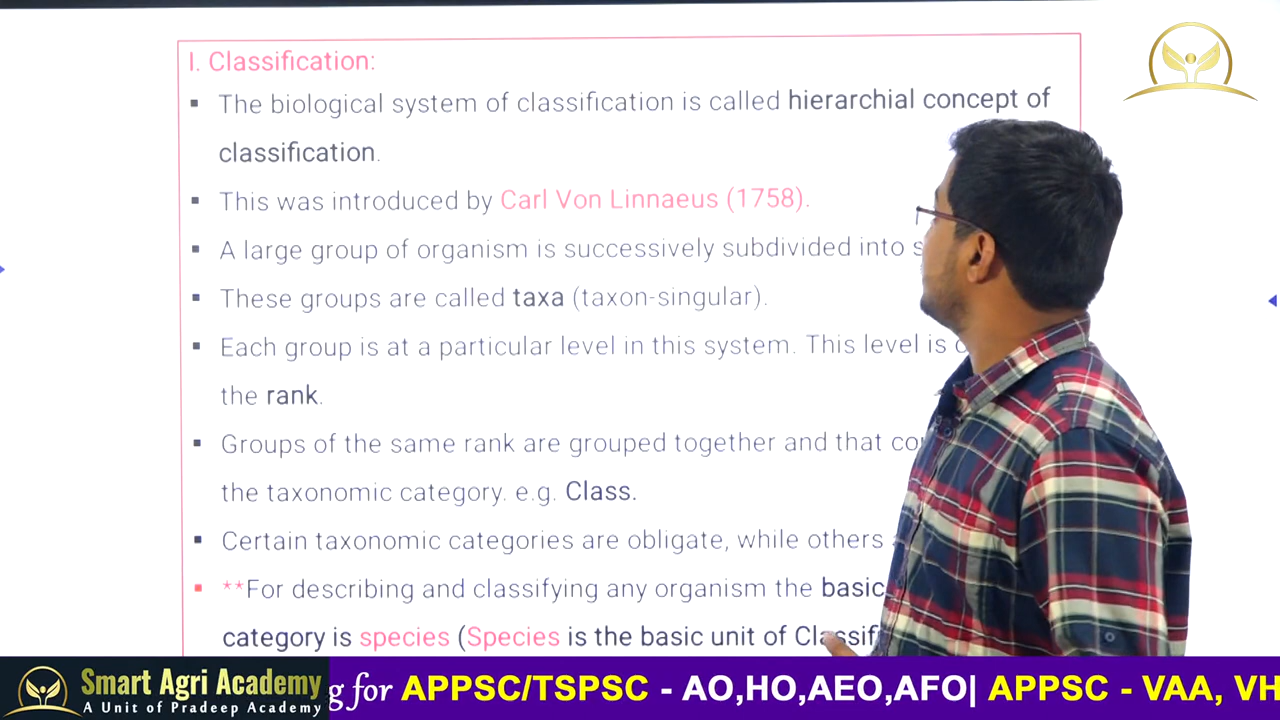 I. Classification:
▪ The biological system of classification is called hierarchial concept of
classification.
▪ This was introduced by Carl Von Linnaeus (1758).
▪ A large group of organism is successively subdivided into
▪ These groups are called taxa (taxon-singular).
▪ Each group is at a particular level in this system. This level is
the rank.
▪ Groups of the same rank are grouped together and that
the taxonomic category. e.g. Class.
▪ Certain taxonomic categories are obligate, while others
▪ **For describing and classifying any organism the basic
category is species (Species is the basic unit of
Smart Agri Academy
A Unit of Pradeep Academy
for APPSC/TSPSC - AO,HO,AEO,AFO| APPSC - VAA, VH